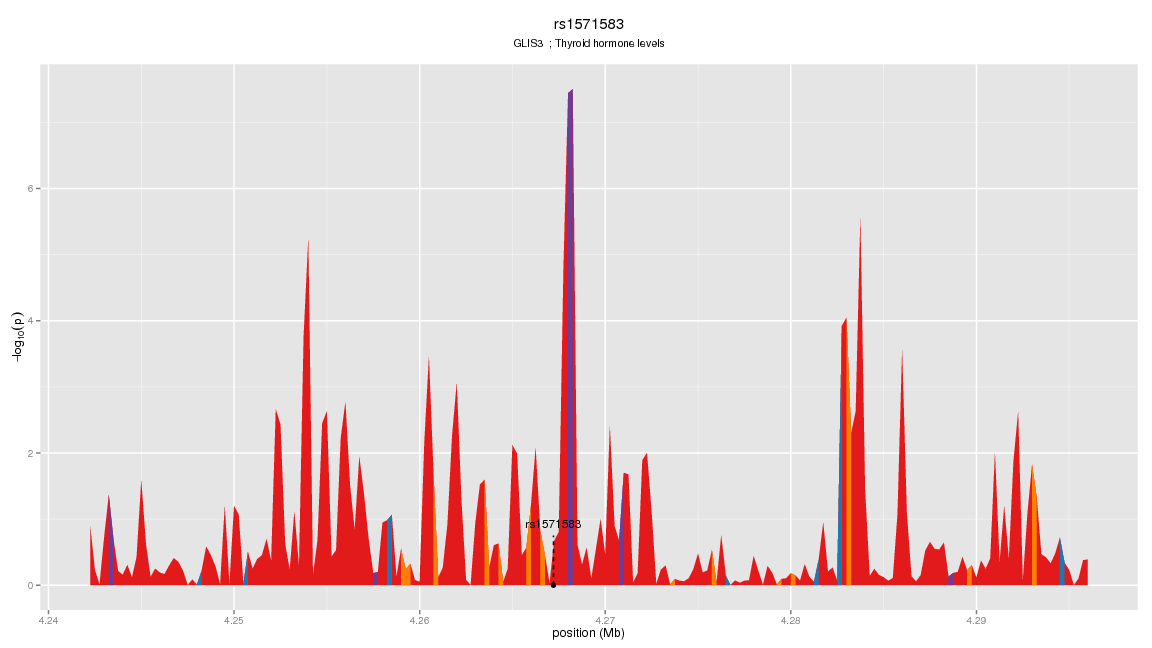 rs1571583
GLIS3 ; Thyroid hormone levels
−log10(p)
6
4
2
0
rs1571583
4.24 4.25 4.26 4.27 4.28 4.29
position (Mb)